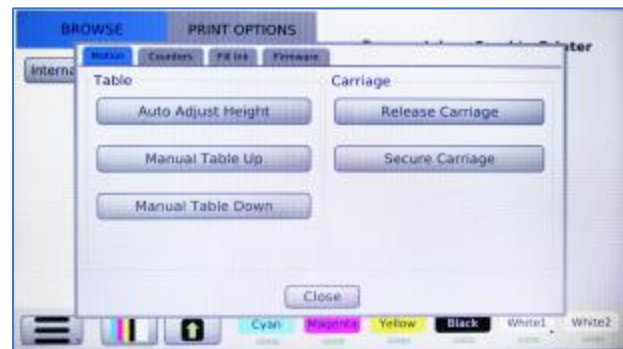 BROWSE PRINT OPTIONS
Motion Counters Fill Ink Firmware
Interna
Table Carriage
Auto Adjust Height Release Carriage
Manual Table Up Secure Carriage
Manual Table Down
Close
Cyan Magenta Yellow Black White1 White2